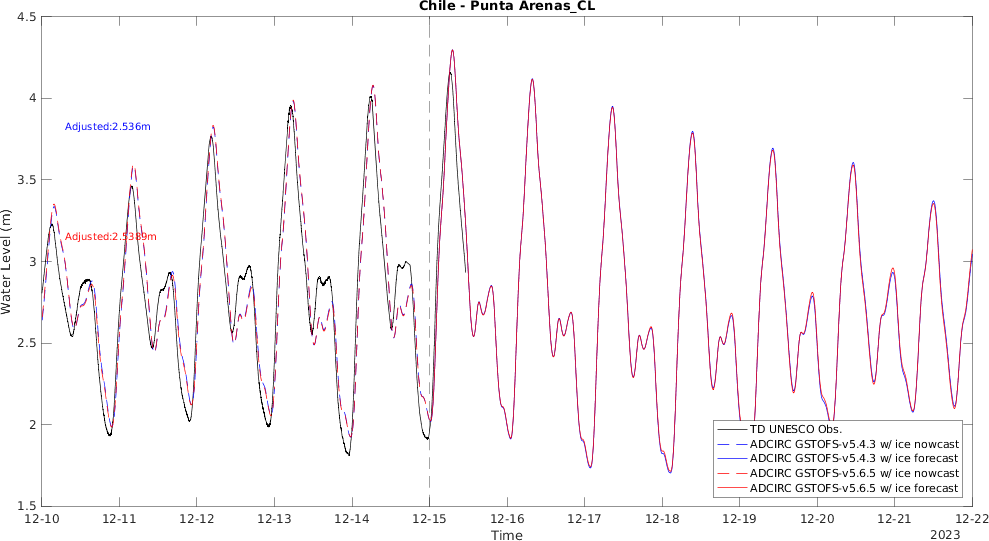 Chile - Punta Arenas_CL
4.5
4
3.5
3
2.5
2
1.5
Water Level (m)
Adjusted:2.536m
Adjusted:2.5389m
TD UNESCO Obs.
ADCIRC GSTOFS-v5.4.3 w/ ice nowcast
ADCIRC GSTOFS-v5.4.3 w/ ice forecast
ADCIRC GSTOFS-v5.6.5 w/ ice nowcast
ADCIRC GSTOFS-v5.6.5 w/ ice forecast
12-10 12-11 12-12 12-13 12-14 12-15 12-16 12-17 12-18 12-19 12-20 12-21 12-22
Time
2023